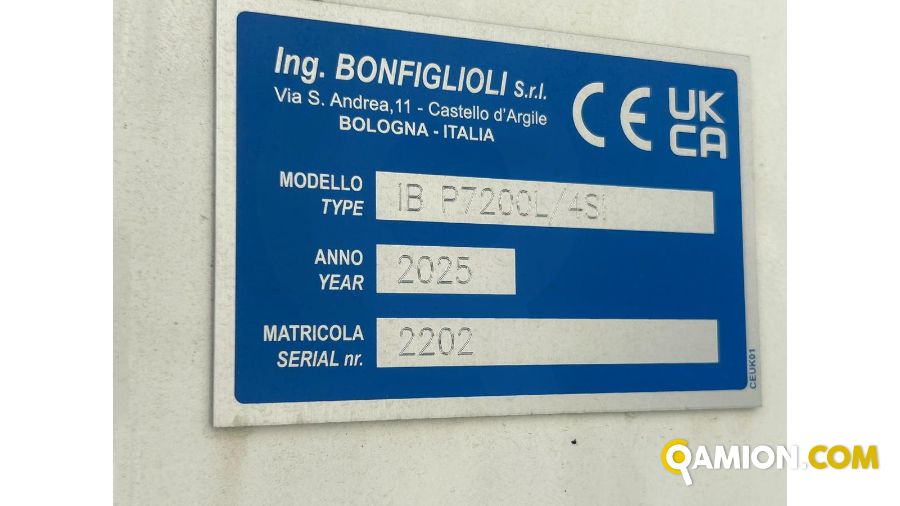 Ing. BONFIGLIOLI s.r.l.
Via S. Andrea,11 - Castello d'Argile
BOLOGNA - ITALIA
CE
UK
CA
MODELLO
TYPE
IB P7200L/4SI
ANNO
YEAR
2025
MATRICOLA
SERIAL nr.
2202
CEUK01
QAMION.COM